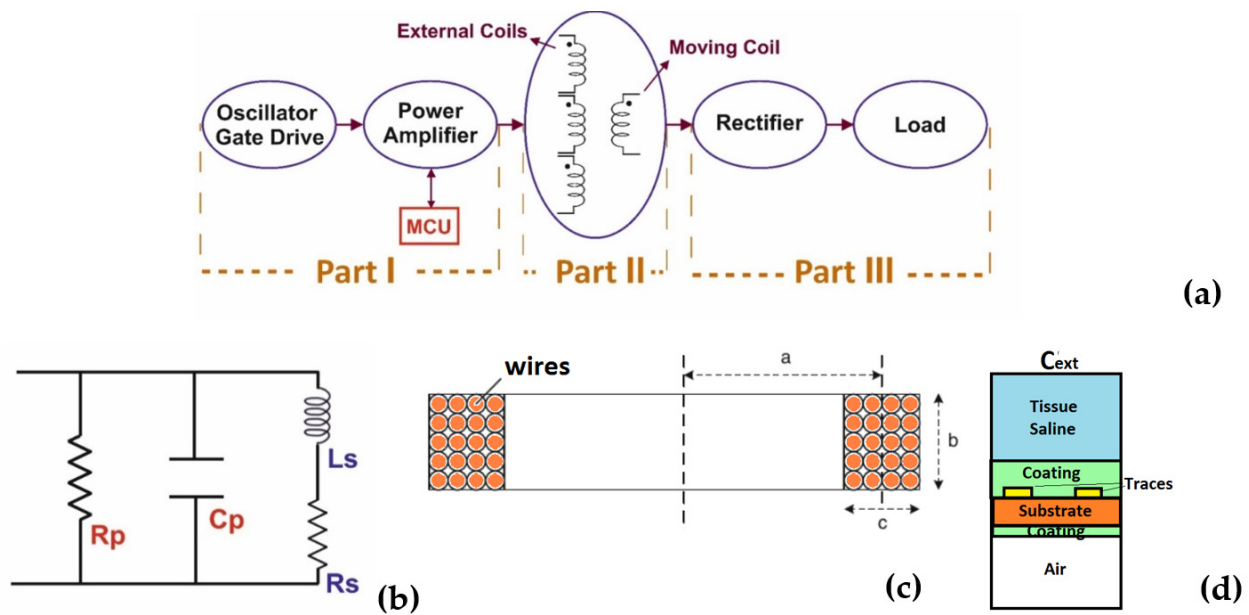 External Coils
Moving Coil
Oscillator
Gate Drive
Power
Amplifier
Rectifier
Load
MCU
Part I
Part II
Part III
(a)
Rp
Cp
Ls
Rs
(b)
wires
a
b
c
(c)
Cext
Tissue
Saline
Coating
Traces
Substrate
Coating
Air
(d)